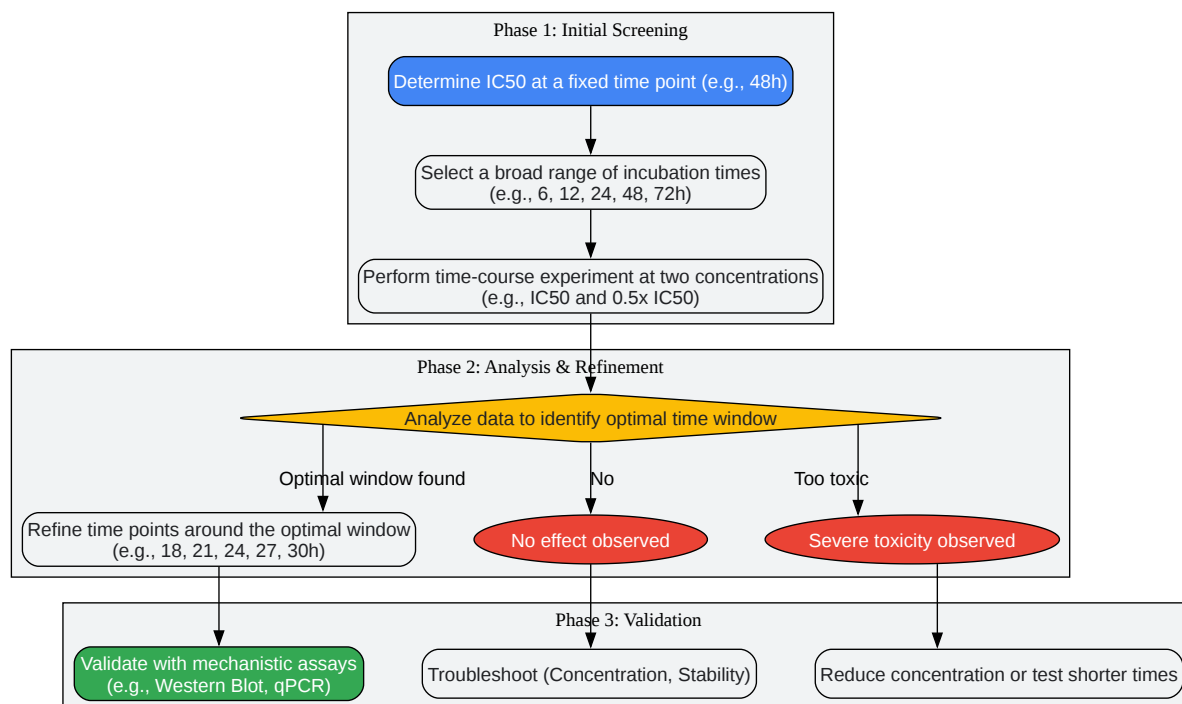 Phase 1: Initial Screening
Determine IC50 at a fixed time point (e.g., 48h)
Select a broad range of incubation times
(e.g., 6, 12, 24, 48, 72h)
Perform time-course experiment at two concentrations
(e.g., IC50 and 0.5x IC50)
Phase 2: Analysis & Refinement
Analyze data to identify optimal time window
Optimal window found
No
Too toxic
Refine time points around the optimal window
(e.g., 18, 21, 24, 27, 30h)
No effect observed
Severe toxicity observed
Phase 3: Validation
Validate with mechanistic assays
(e.g., Western Blot, qPCR)
Troubleshoot (Concentration, Stability)
Reduce concentration or test shorter times